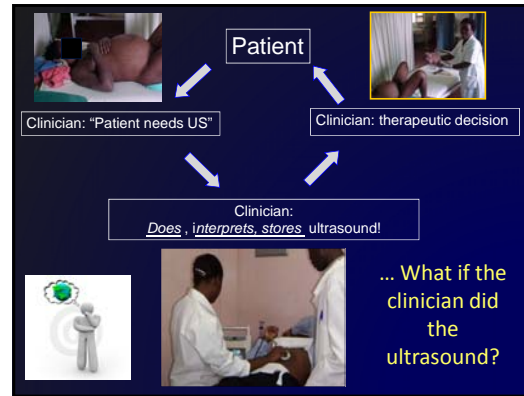 Patient
Clinician: “Patient needs US”
Clinician: therapeutic decision
Clinician:
Does , interprets, stores ultrasound!
... What if the
clinician did
the
ultrasound?